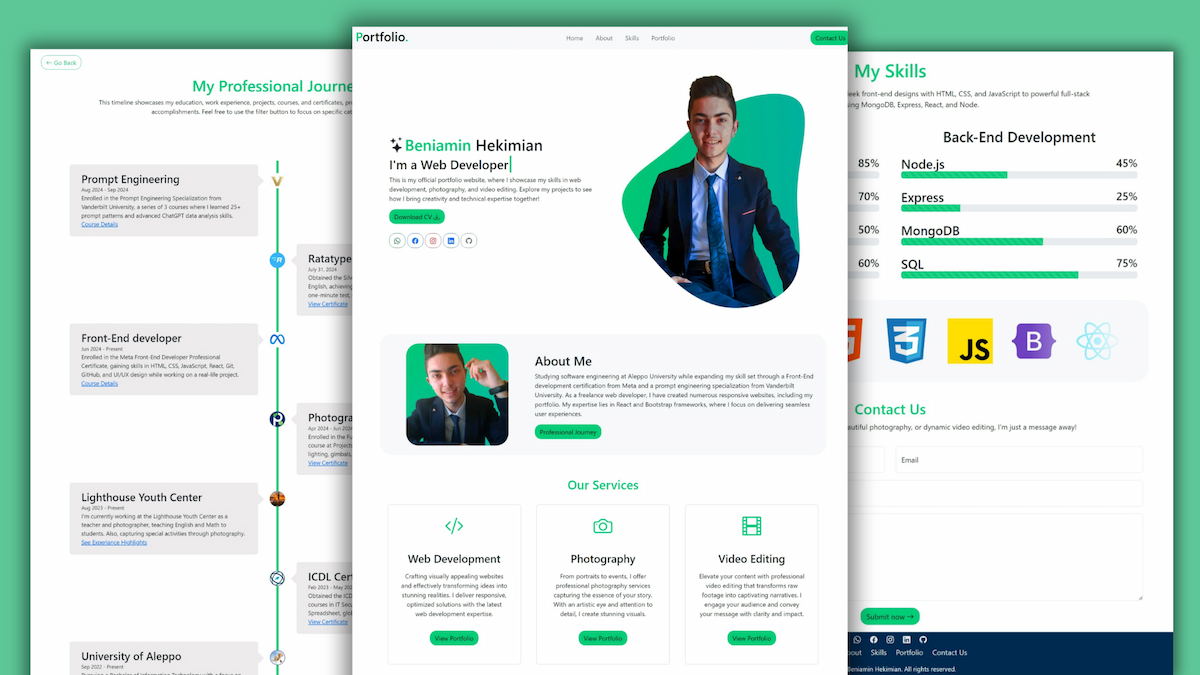 ← Go Back
My Professional Journe
This timeline showcases my education, work experience, projects, courses, and certificates, pr
accomplishments. Feel free to use the filter button to focus on specific cat
Prompt Engineering
Aug 2024 - Sep 2024
Enrolled in the Prompt Engineering Specialization from
Vanderbilt University, a series of 3 courses where I learned 25+
prompt patterns and advanced ChatGPT data analysis skills.
Course Details
Ratatype
July 31, 2024
Obtained the Silv
English, achieving
one-minute test,
View Certificate
Front-End developer
Jun 2024 - Present
Enrolled in the Meta Front-End Developer Professional
Certificate, gaining skills in HTML, CSS, JavaScript, React, Git,
GitHub, and UI/UX design while working on a real-life project.
Course Details
Photogra
Apr 2024 - Jun 202
Enrolled in the Fu
course at Project
lighting, gimbals,
View Certificate
Lighthouse Youth Center
Aug 2023 - Present
I'm currently working at the Lighthouse Youth Center as a
teacher and photographer, teaching English and Math to
students. Also, capturing special activities through photography.
See Experience Highlights
ICDL Cert
Feb 2023 - May 202
Obtained the ICD
courses in IT Sec
Spreadsheet, glo
View Certificate
University of Aleppo
Sep 2022 - Present
Portfolio.
Home About Skills Portfolio
Contact Us
Beniamin Hekimian
I'm a Web Developer
This is my official portfolio website, where I showcase my skills in web
development, photography, and video editing. Explore my projects to see
how I bring creativity and technical expertise together!
Download CV
About Me
Studying software engineering at Aleppo University while expanding my skill set through a Front-End
development certification from Meta and a prompt engineering specialization from Vanderbilt
University. As a freelance web developer, I have created numerous responsive websites, including my
portfolio. My expertise lies in React and Bootstrap frameworks, where I focus on delivering seamless
user experiences.
Professional Journey
Our Services
Web Development
Crafting visually appealing websites
and effectively transforming ideas into
stunning realities. I deliver responsive,
optimized solutions with the latest
web development expertise.
View Portfolio
Photography
From portraits to events, I offer
professional photography services
capturing the essence of your story.
With an artistic eye and attention to
detail, I create stunning visuals.
View Portfolio
Video Editing
Elevate your content with professional
video editing that transforms raw
footage into captivating narratives. I
engage your audience and convey
your message with clarity and impact.
View Portfolio
My Skills
eek front-end designs with HTML, CSS, and JavaScript to powerful full-stack
ing MongoDB, Express, React, and Node.
Back-End Development
85%
Node.js 45%
70%
Express 25%
50%
MongoDB 60%
60%
SQL 75%
3
JS
B
Contact Us
autiful photography, or dynamic video editing, I'm just a message away!
Email
Submit now →
bout Skills Portfolio Contact Us
Beniamin Hekimian. All rights reserved.